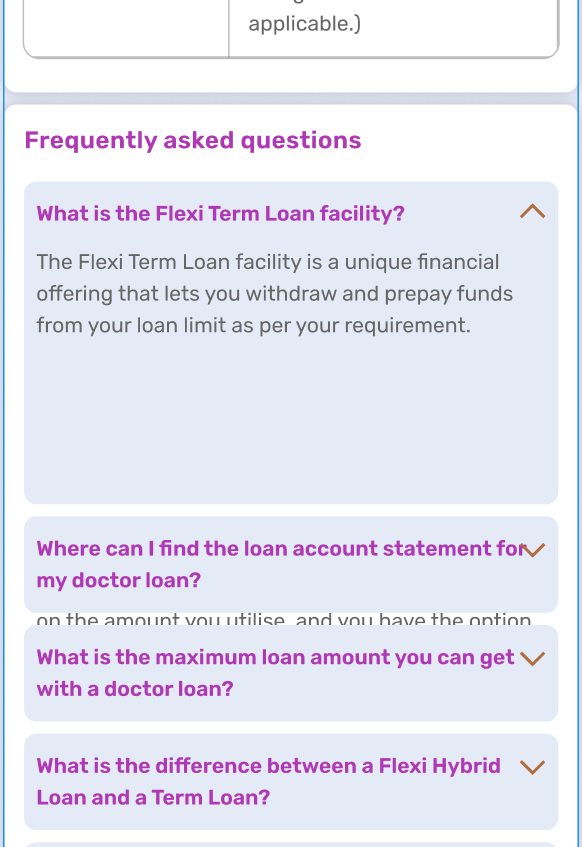 applicable.)
Frequently asked questions
What is the Flexi Term Loan facility?
The Flexi Term Loan facility is a unique financial
offering that lets you withdraw and prepay funds
from your loan limit as per your requirement.
Where can I find the loan account statement for
my doctor loan?
on the amount you utilise, and you have the option
What is the maximum loan amount you can get
with a doctor loan?
What is the difference between a Flexi Hybrid
Loan and a Term Loan?